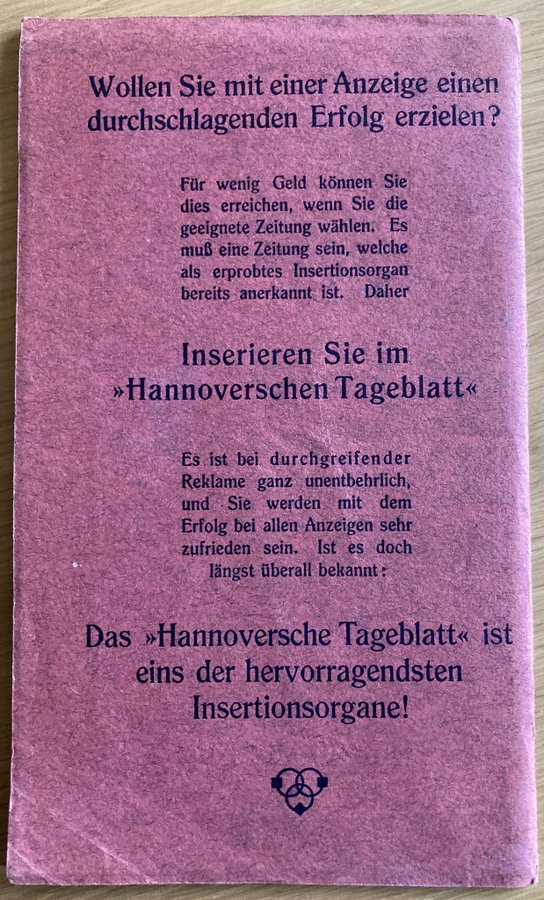 Wollen Sie mit einer Anzeige einen
durchschlagenden Erfolg erzielen?
Für wenig Geld können Sie
dies erreichen, wenn Sie die
geeignete Zeitung wählen. Es
muß eine Zeitung sein, welche
als erprobtes Insertionsorgan
bereits anerkannt ist. Daher
Inserieren Sie im
»Hannoverschen Tageblatt«
Es ist bei durchgreifender
Reklame ganz unentbehrlich,
und Sie werden mit dem
Erfolg bei allen Anzeigen sehr
zufrieden sein. Ist es doch
längst überall bekannt:
Das »Hannoversche Tageblatt« ist
eins der hervorragendsten
Insertionsorgane!